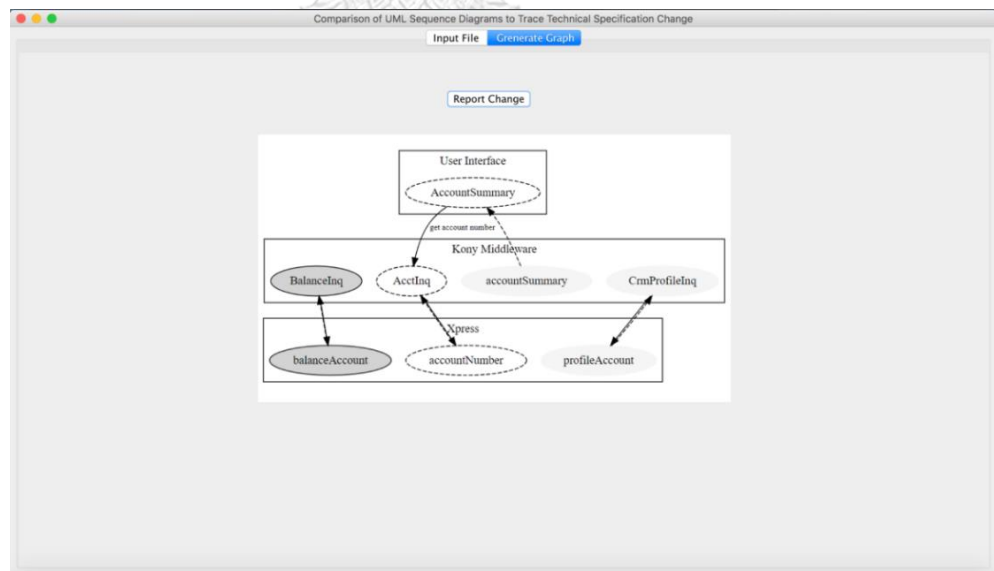 Comparison of UML Sequence Diagrams to Trace Technical Specification Change
Input File Grenerate Graph
Report Change
User Interface
AccountSummary
get account number
Kony Middleware
BalanceInq AcctInq accountSummary CrmProfileInq
Xpress
balanceAccount accountNumber profileAccount